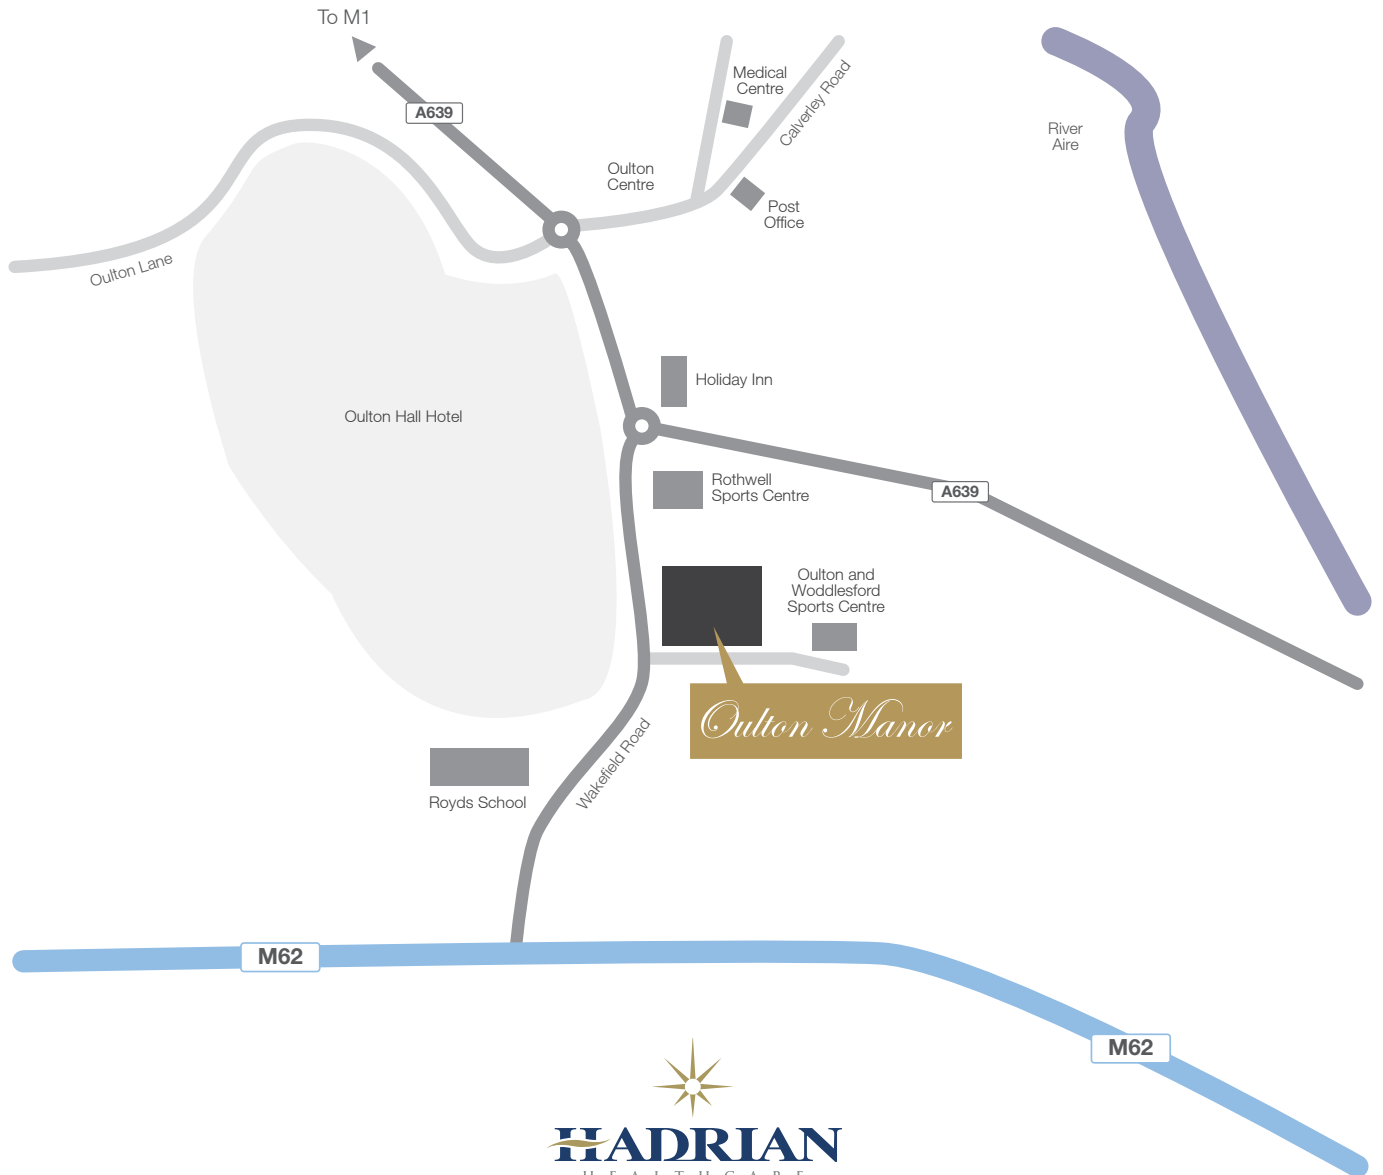 To M1
A639
Medical
Centre
Calverley Road
River
Aire
Oulton
Centre
Post
Office
Oulton Lane
Holiday Inn
Oulton Hall Hotel
Rothwell
Sports Centre
A639
Oulton and
Woddlesford
Sports Centre
Oulton Manor
Wakefield Road
Royds School
M62
M62
HADRIAN
HEALTHCARE